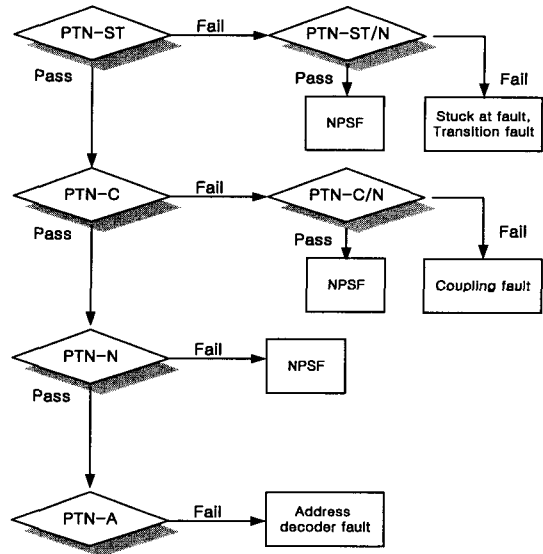 PTN-ST
Fail
PTN-ST/N
Pass
Pass
Fail
NPSF
Stuck at fault,
Transition fault
PTN-C
Fail
PTN-C/N
Pass
Pass
Fail
NPSF
Coupling fault
PTN-N
Fail
NPSF
Pass
PTN-A
Fail
Address
decoder fault